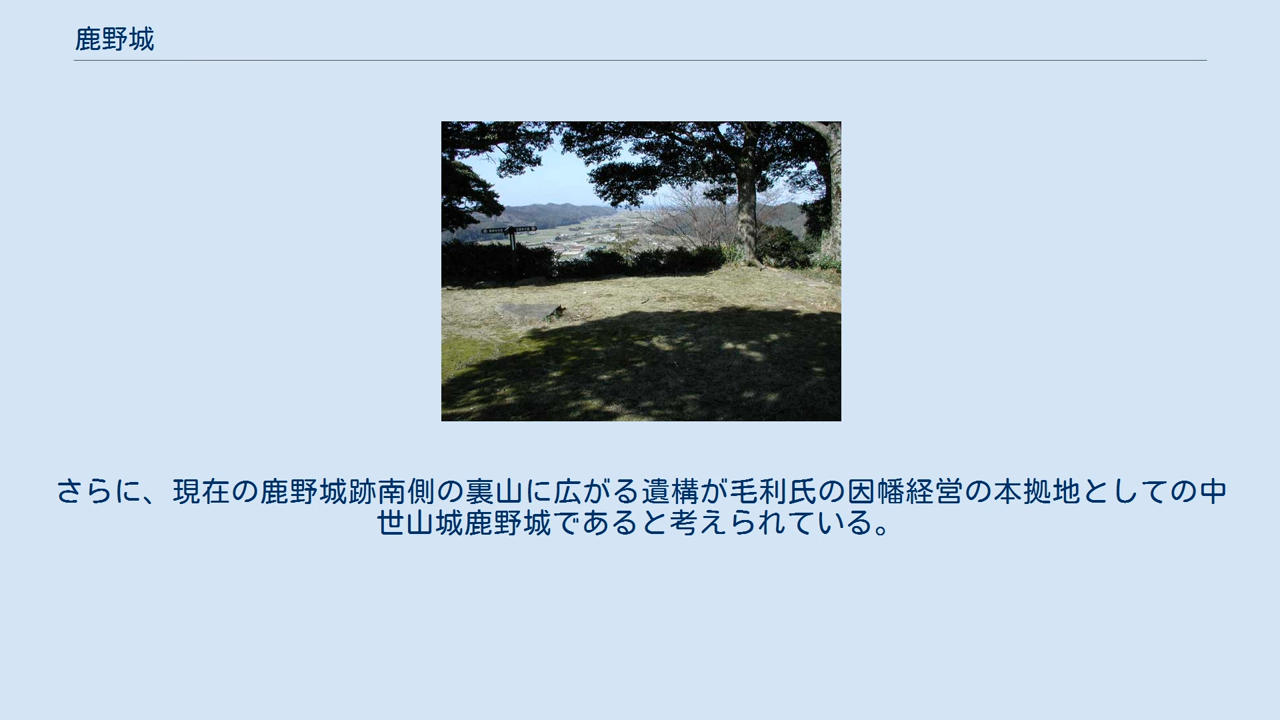 鹿野城
さらに、現在の鹿野城跡南側の裏山に広がる遺構が毛利氏の因幡経営の本拠地としての中
世山城鹿野城であると考えられている。